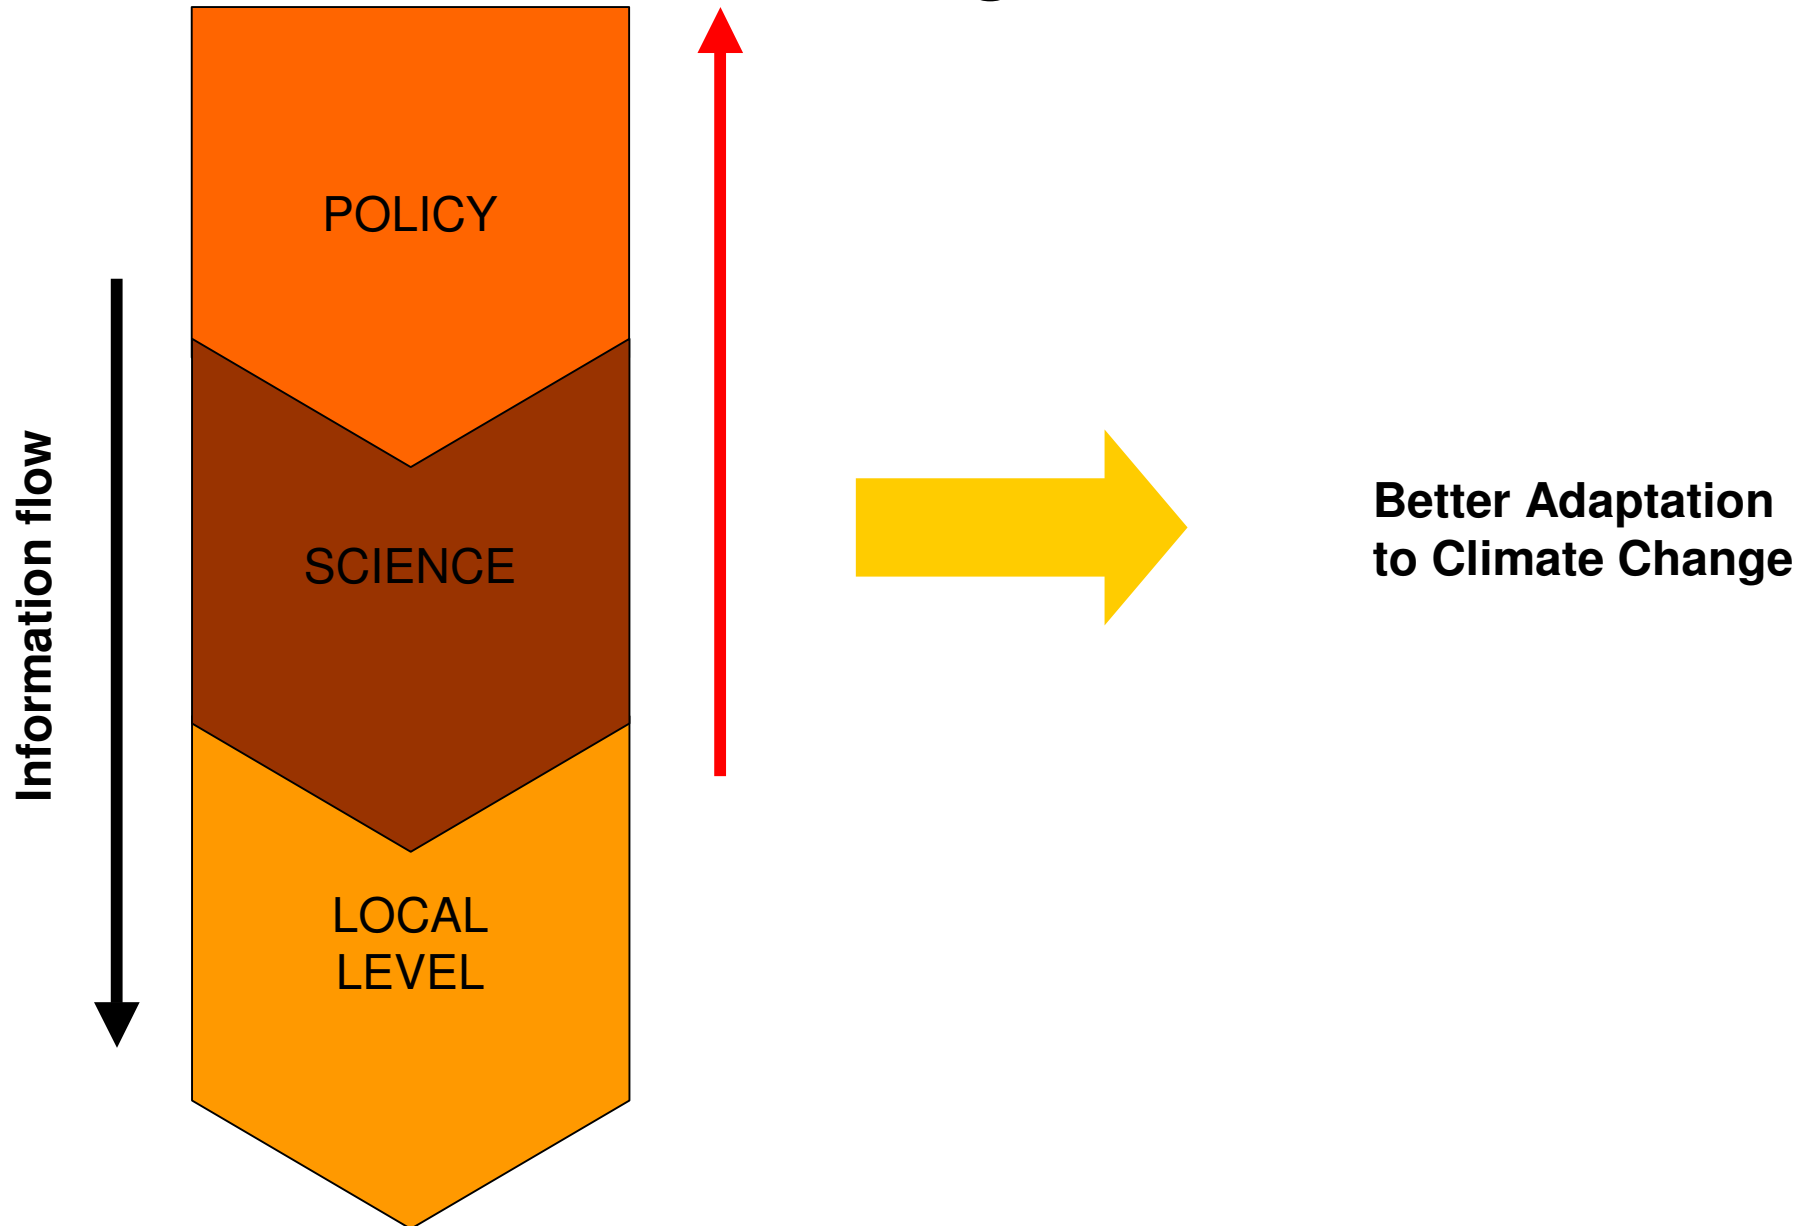 POLICY
Information flow
SCIENCE
Better Adaptation
to Climate Change
LOCAL
LEVEL